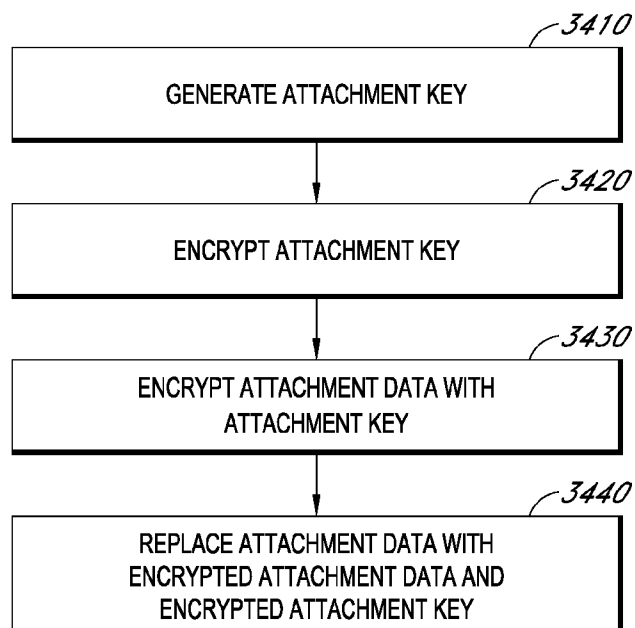 3410
GENERATE ATTACHMENT KEY
3420
ENCRYPT ATTACHMENT KEY
3430
ENCRYPT ATTACHMENT DATA WITH
ATTACHMENT KEY
3440
REPLACE ATTACHMENT DATA WITH
ENCRYPTED ATTACHMENT DATA AND
ENCRYPTED ATTACHMENT KEY